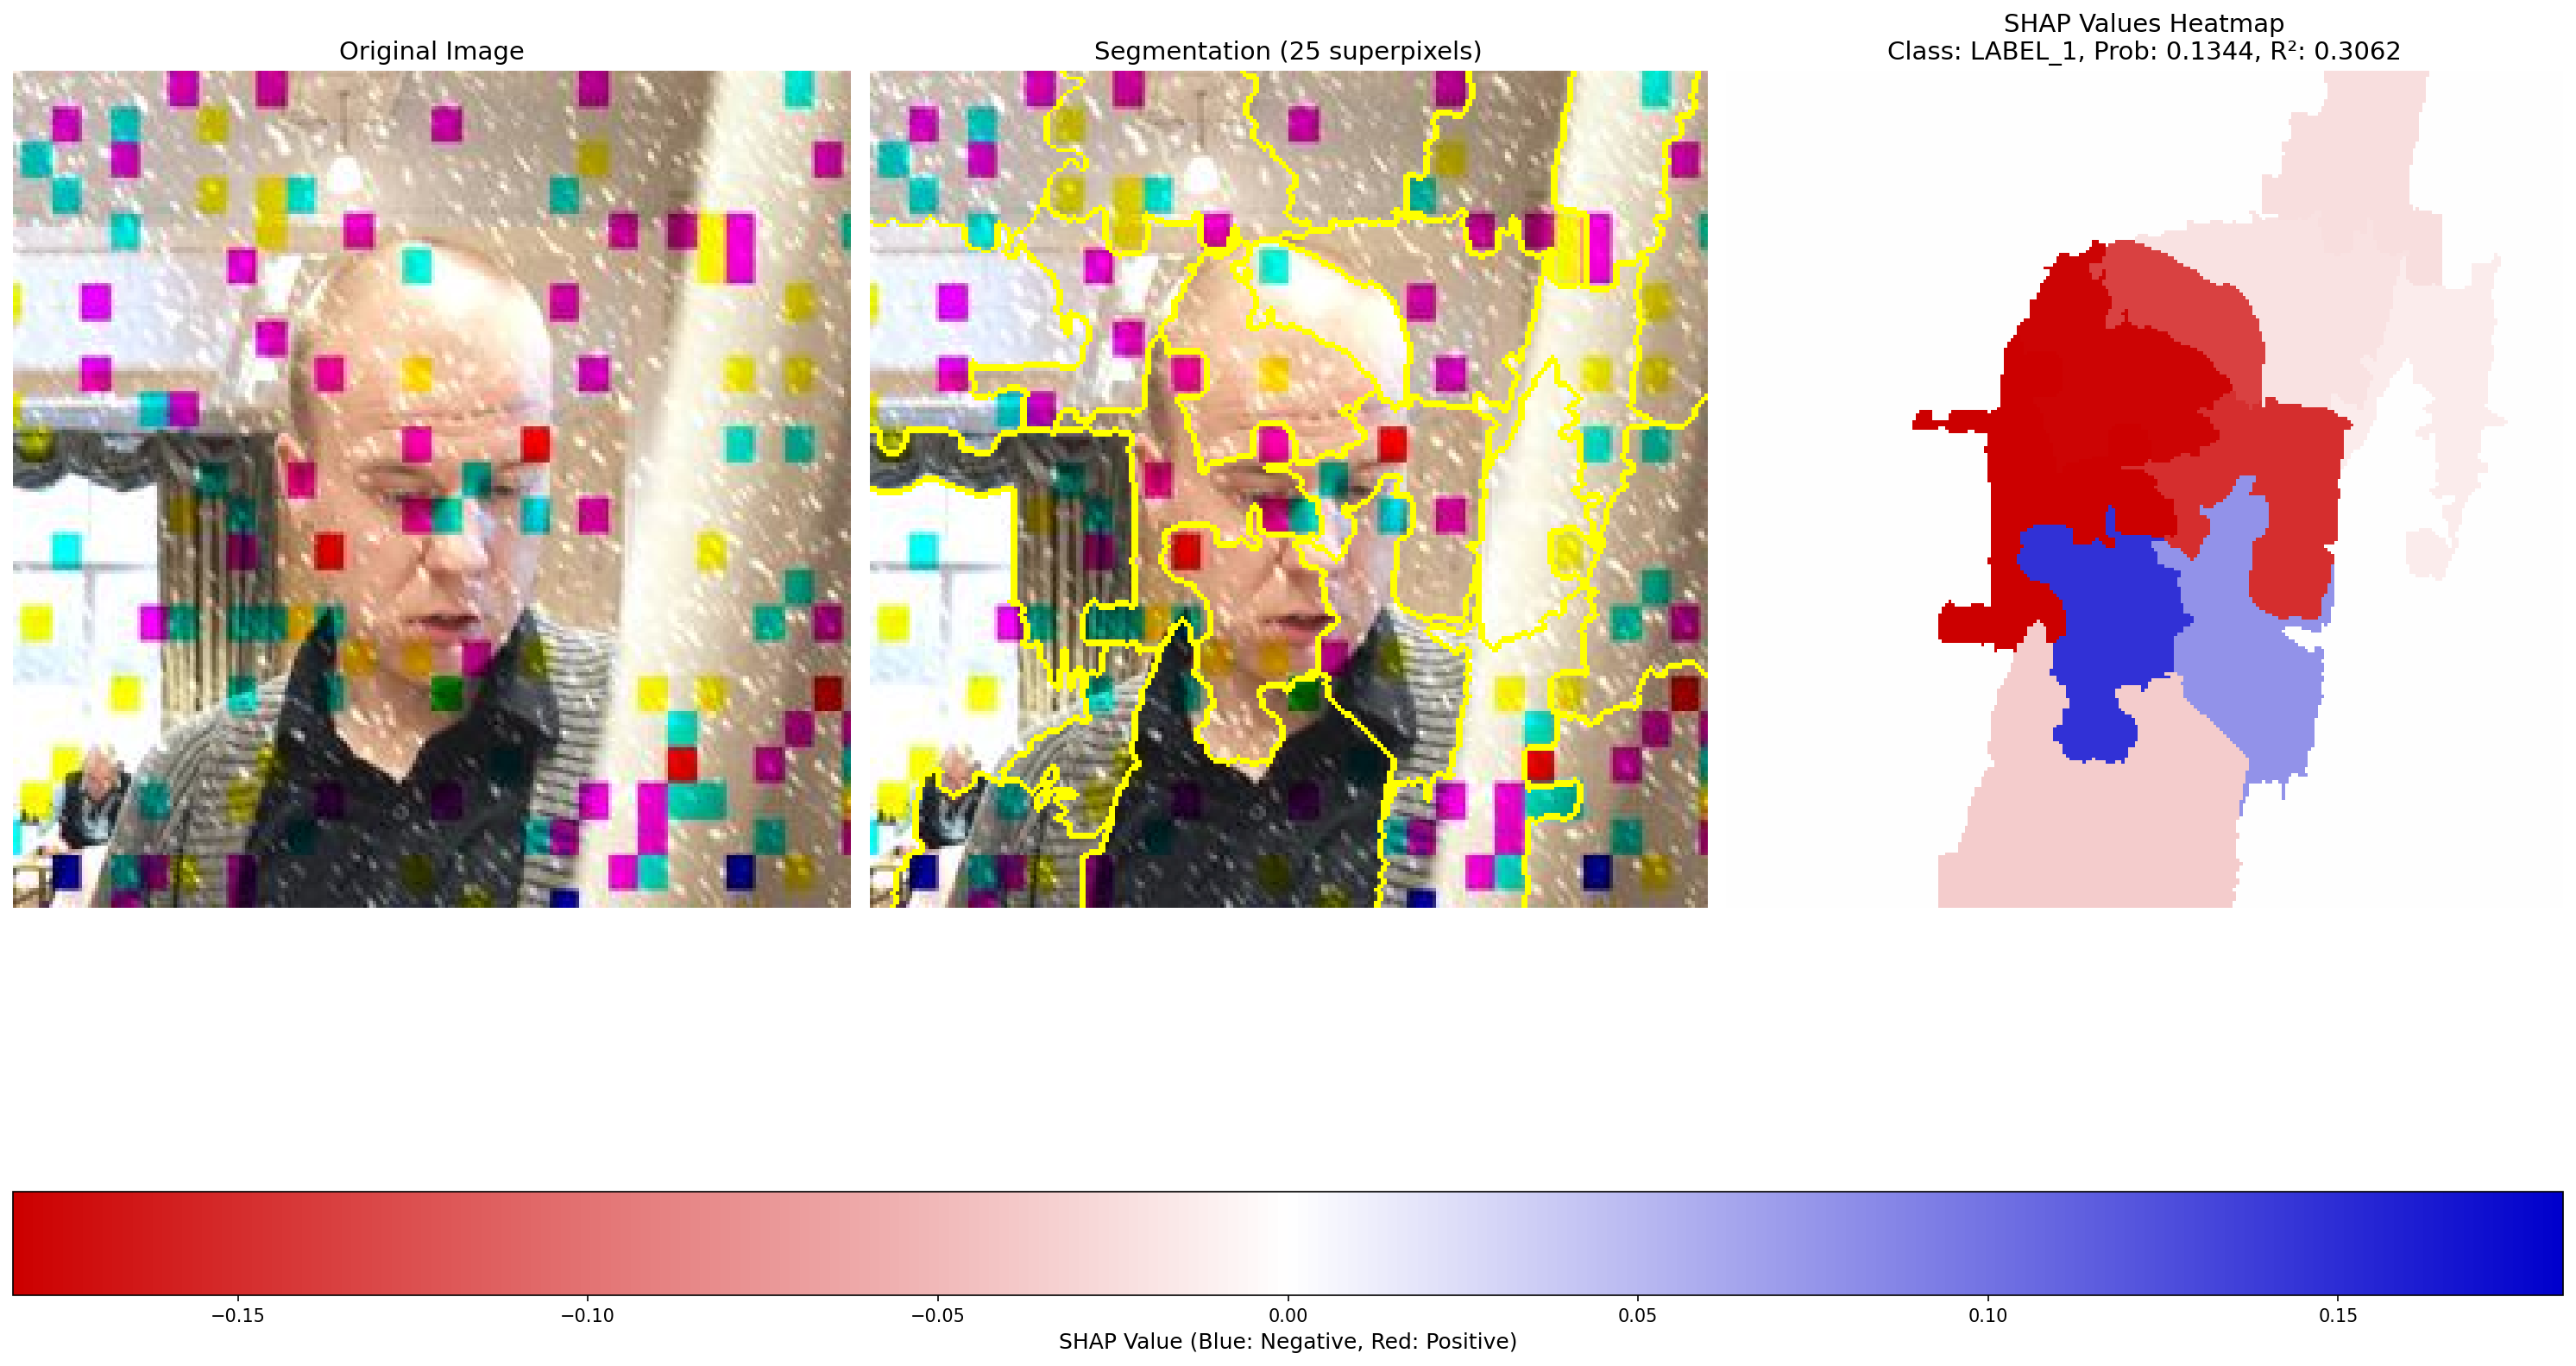 Original Image
Segmentation (25 superpixels)
SHAP Values Heatmap
Class: LABEL_1, Prob: 0.1344, R²: 0.3062
−0.15
−0.10
−0.05
0.00
0.05
0.10
0.15
SHAP Value (Blue: Negative, Red: Positive)